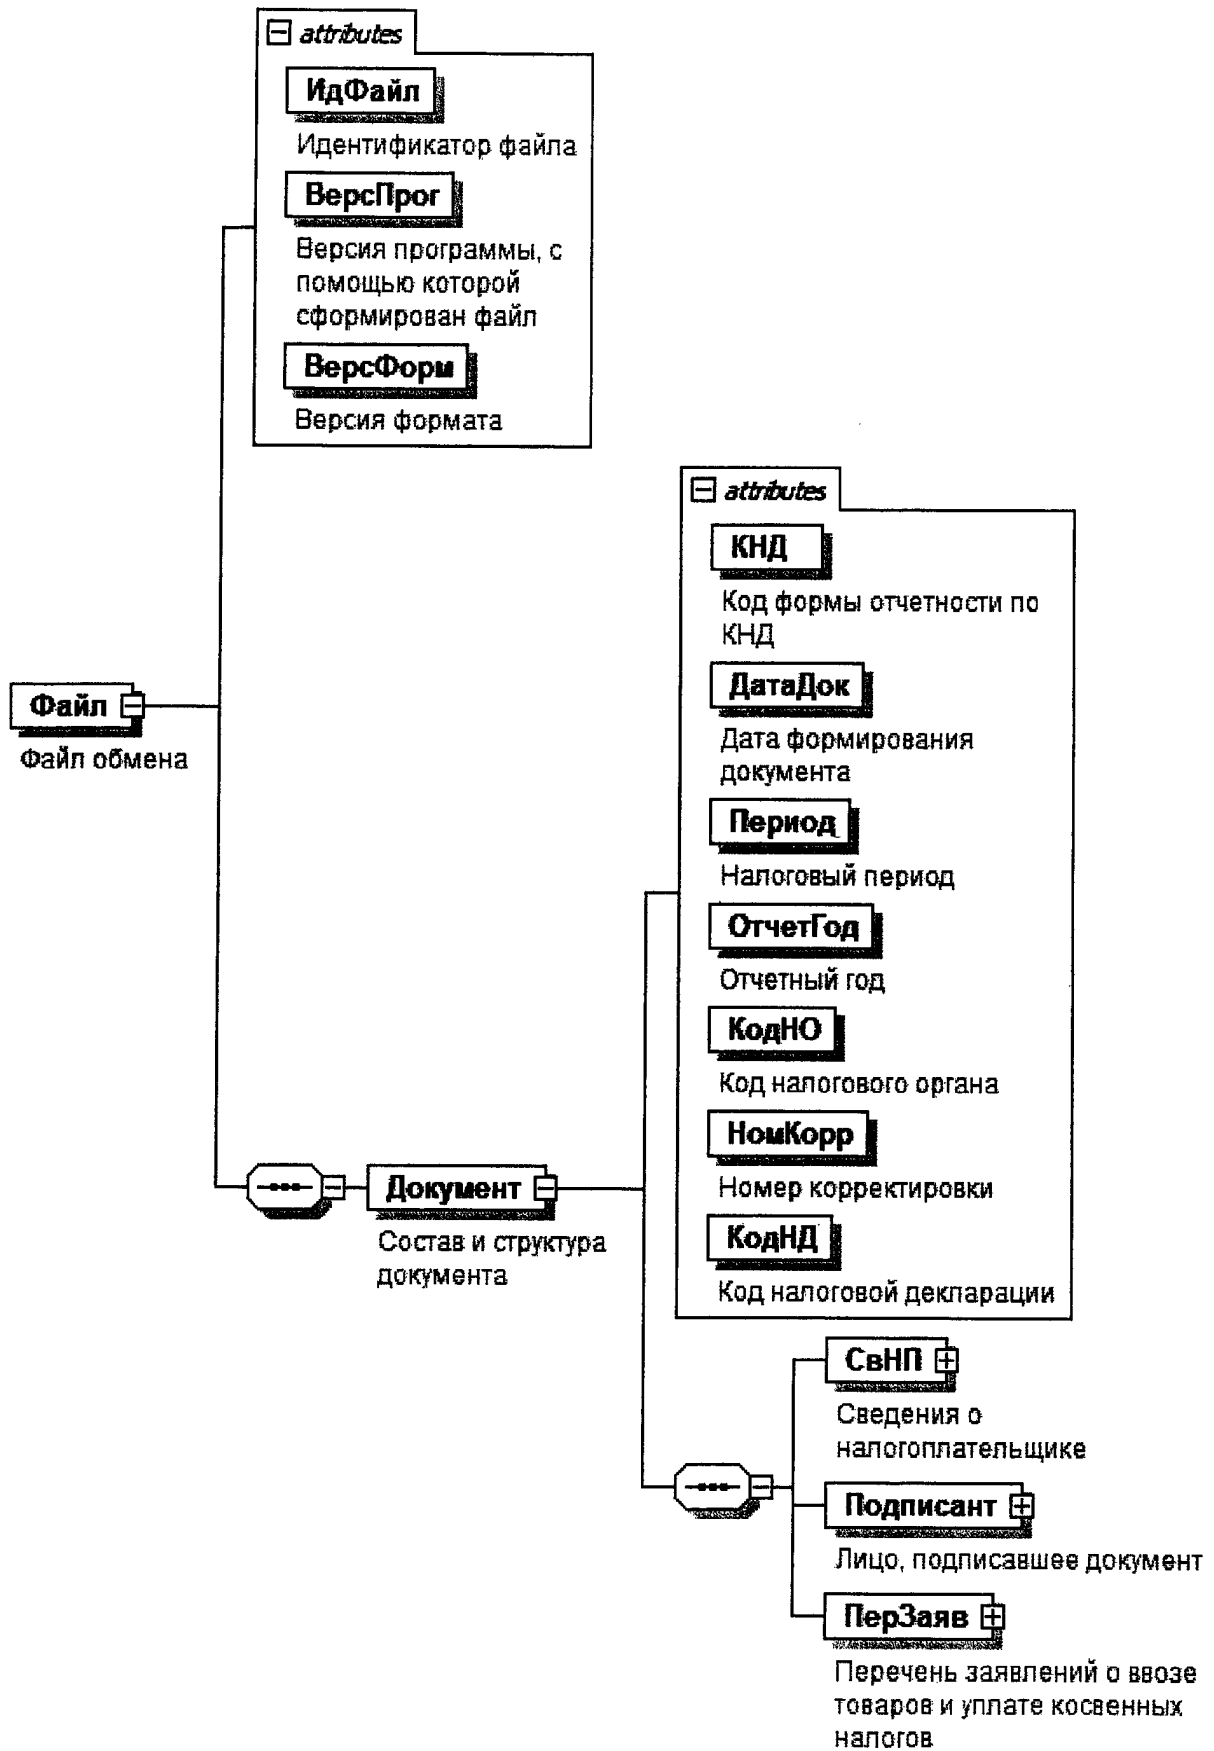 attributes
ИдФайл
Идентификатор файла
ВерсПрог
Версия программы, с
помощью которой
сформирован файл
ВерсФорм
Версия формата
Файл
Файл обмена
attributes
КНД
Код формы отчетности по
КНД
ДатаДок
Дата формирования
документа
Период
Налоговый период
ОтчетГод
Отчетный год
КодНО
Код налогового органа
НомКорр
Номер корректировки
КодНД
Код налоговой декларации
Документ
Состав и структура
документа
СвНП
Сведения о
налогоплательщике
Подписант
Лицо, подписавшее документ
ПерЗаяв
Перечень заявлений о ввозе
товаров и уплате косвенных
налогов